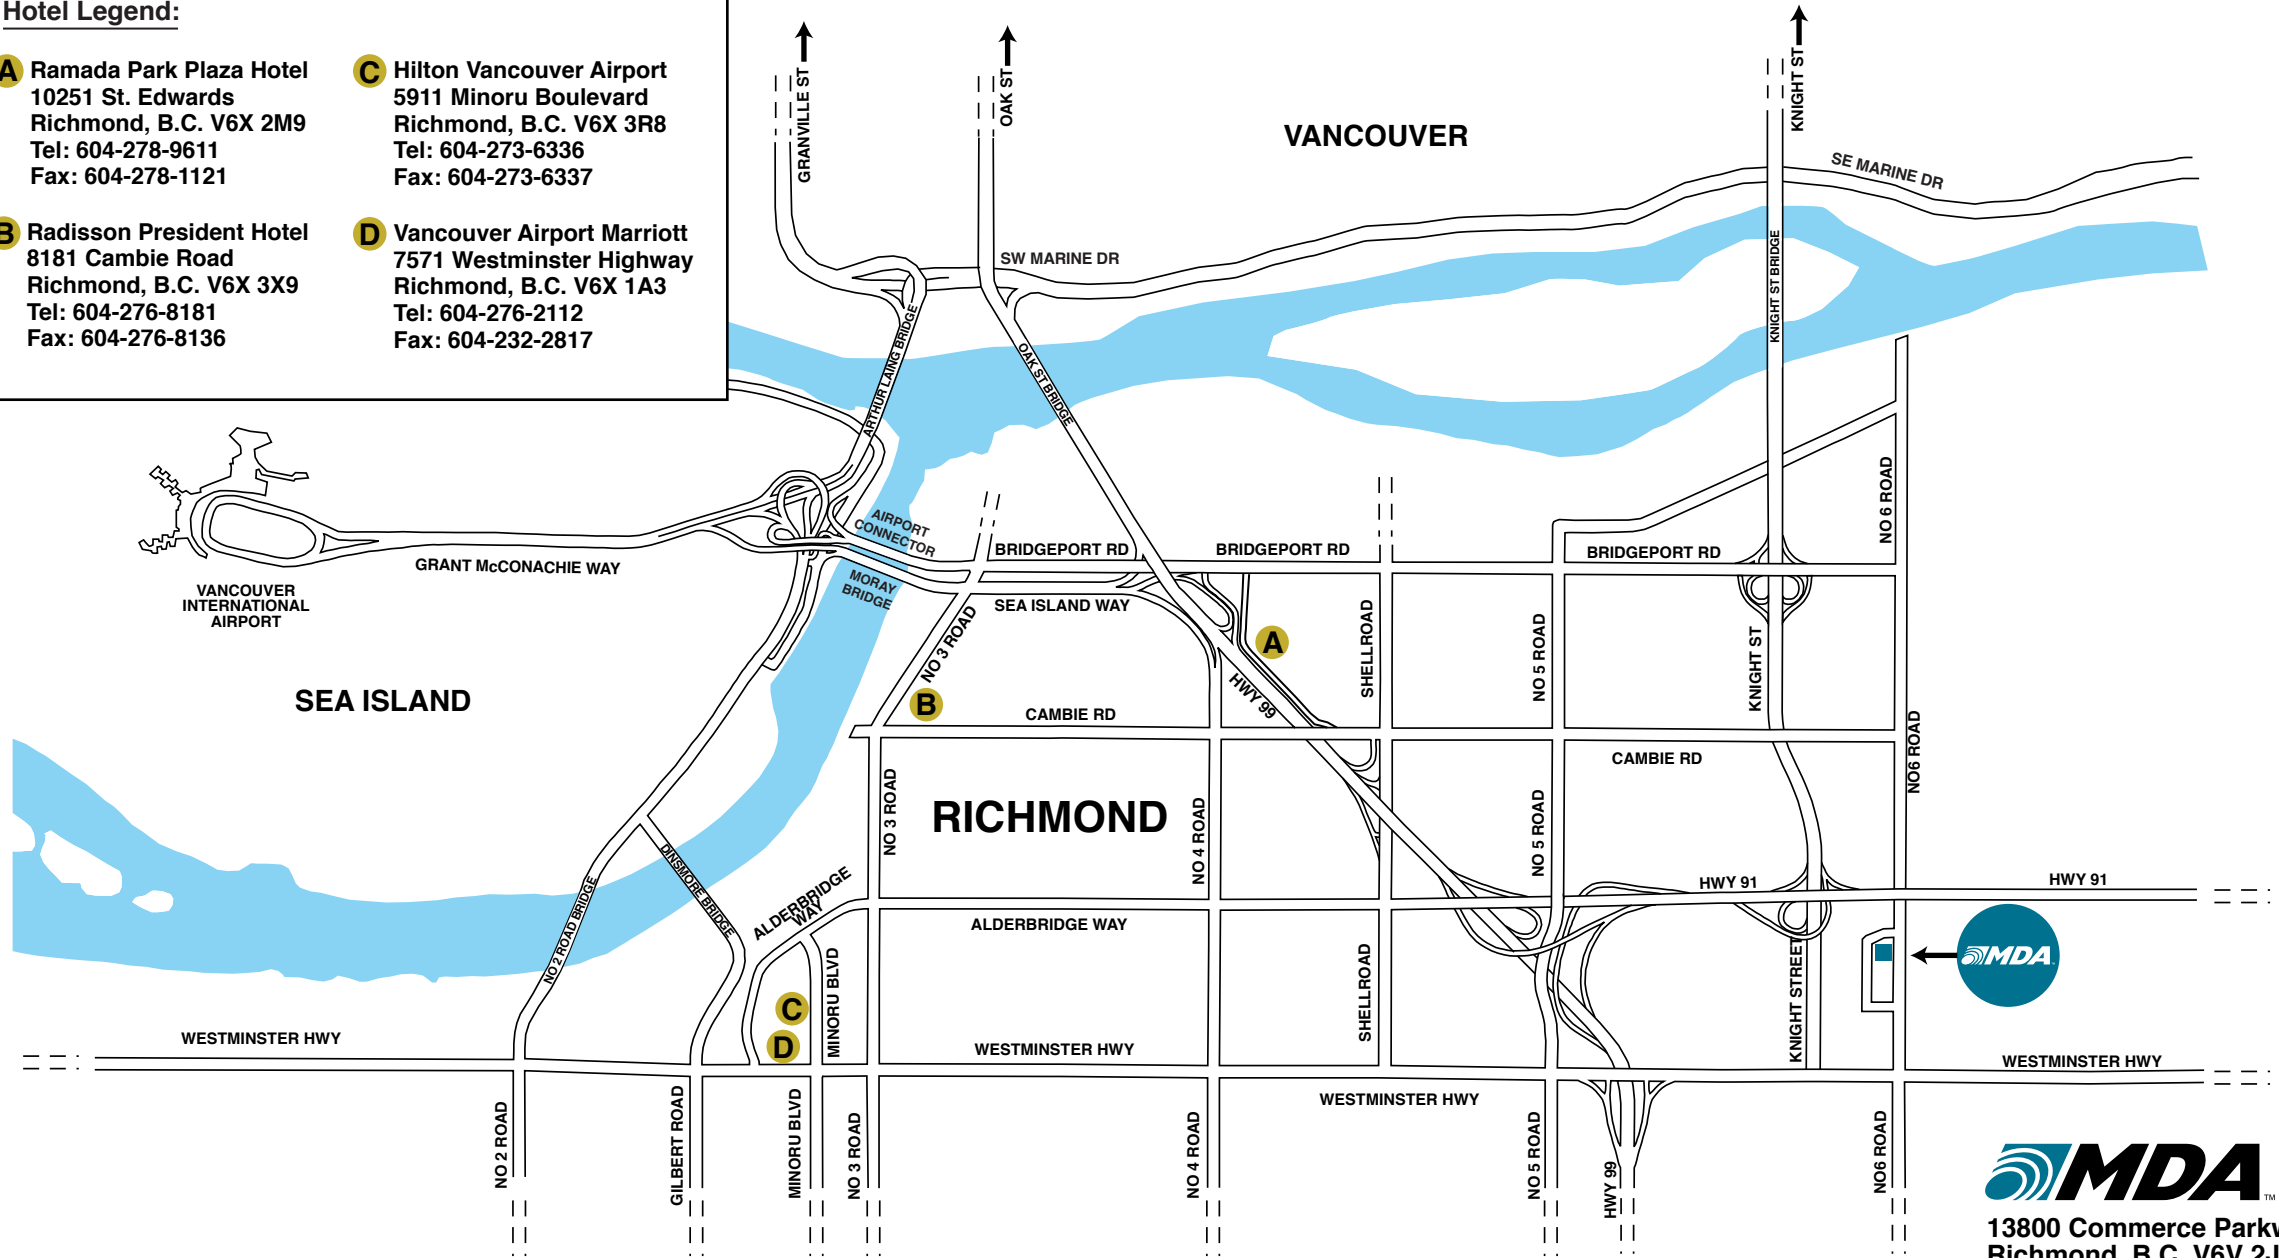 Hotel Legend:
A Ramada Park Plaza Hotel
10251 St. Edwards
Richmond, B.C. V6X 2M9
Tel: 604-278-9611
Fax: 604-278-1121
B Radisson President Hotel
8181 Cambie Road
Richmond, B.C. V6X 3X9
Tel: 604-276-8181
Fax: 604-276-8136
C Hilton Vancouver Airport
5911 Minoru Boulevard
Richmond, B.C. V6X 3R8
Tel: 604-273-6336
Fax: 604-273-6337
D Vancouver Airport Marriott
7571 Westminster Highway
Richmond, B.C. V6X 1A3
Tel: 604-276-2112
Fax: 604-232-2817
GRANVILLE ST
OAK ST
KNIGHT ST
VANCOUVER
SE MARINE DR
SW MARINE DR
KNIGHT ST BRIDGE
ARTHUR LAING BRIDGE
OAK ST BRIDGE
NO 6 ROAD
AIRPORT
CONNECTOR
BRIDGEPORT RD
BRIDGEPORT RD
BRIDGEPORT RD
GRANT McCONACHIE WAY
MORAY
BRIDGE
VANCOUVER
INTERNATIONAL
AIRPORT
SEA ISLAND WAY
NO 3 ROAD
A
SHELLROAD
NO 5 ROAD
KNIGHT ST
SEA ISLAND
B
HWY 99
CAMBIE RD
CAMBIE RD
NO6 ROAD
NO 3 ROAD
RICHMOND
NO 4 ROAD
NO 5 ROAD
DINSMORE BRIDGE
NO 2 ROAD BRIDGE
ALDERBRIDGE
WAY
HWY 91
HWY 91
ALDERBRIDGE WAY
MINORU BLVD
SHELLROAD
KNIGHT STREET
MDA
C
D
WESTMINSTER HWY
WESTMINSTER HWY
WESTMINSTER HWY
WESTMINSTER HWY
NO 2 ROAD
GILBERT ROAD
MINORU BLVD
NO 3 ROAD
NO 4 ROAD
NO 5 ROAD
HWY 99
NO6 ROAD
MDA TM
13800 Commerce Parkw
Richmond, B.C. V6V 2J